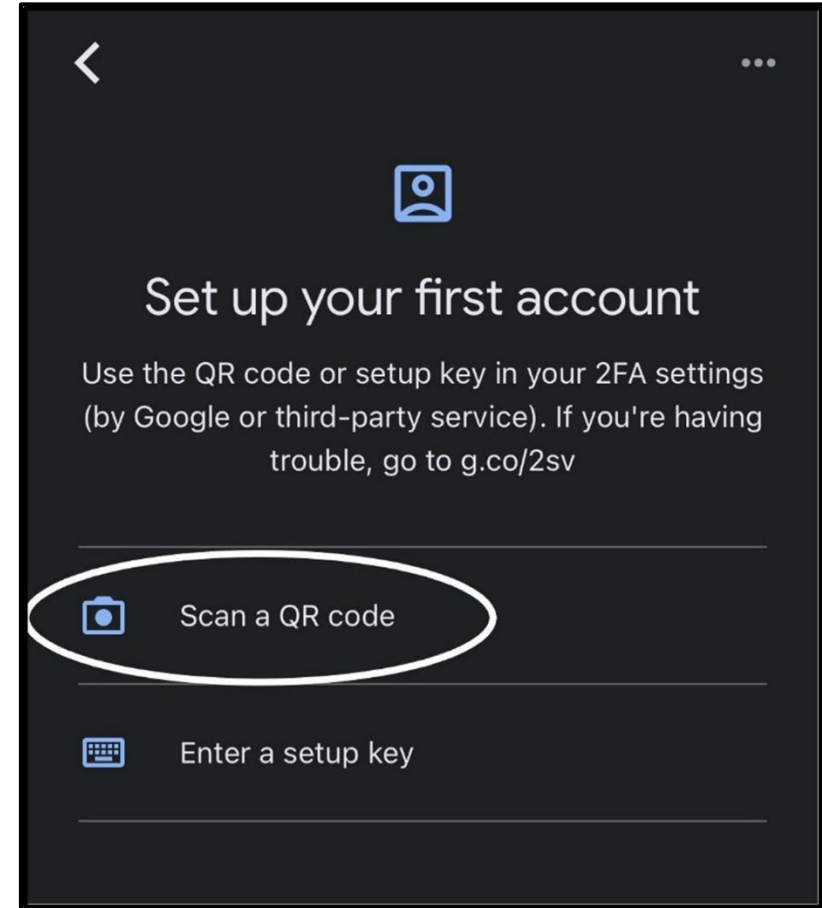 Set up your first account
Use the QR code or setup key in your 2FA settings
(by Google or third-party service). If you're having
trouble, go to g.co/2sv
Scan a QR code
Enter a setup key